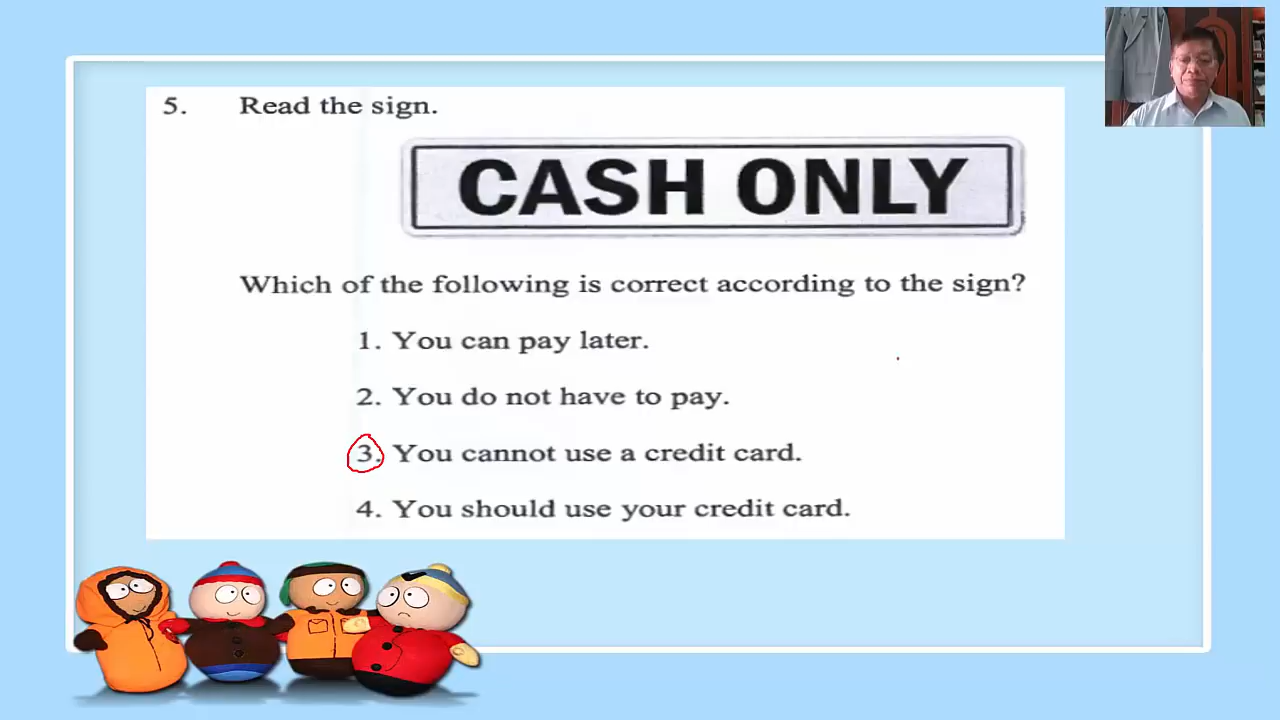 5. Read the sign.
CASH ONLY
Which of the following is correct according to the sign?
1. You can pay later.
2. You do not have to pay.
3. You cannot use a credit card.
4. You should use your credit card.